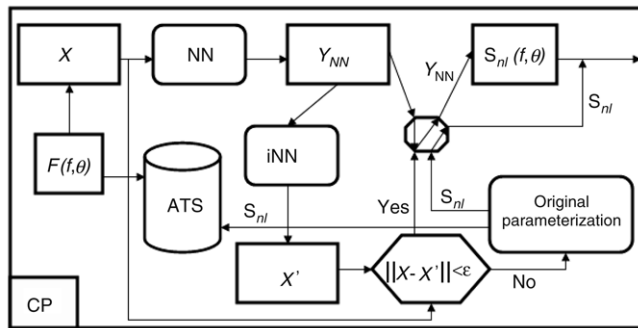 X
NN
Y_NN
Y_NN
S_nl (f,θ)
S_nl
F(f,θ)
ATS
iNN
S_nl
Yes
S_nl
Original
parameterization
X'
||X- X'||<ε
No
CP